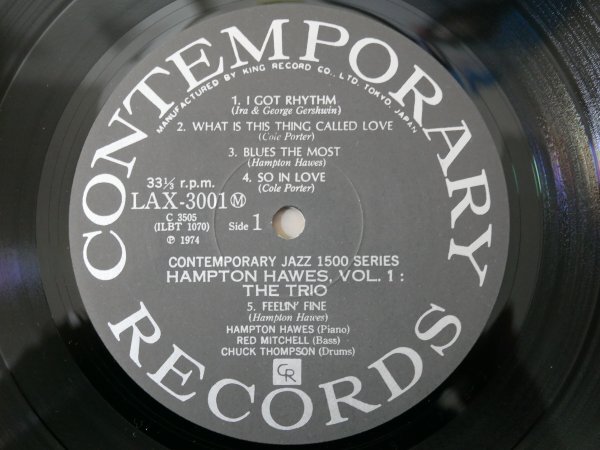 CONTEMPORARY
MANUFACTURED BY KING RECORD CO., LTD. TOKYO, JAPAN
1. I GOT RHYTHM
(Ira & George Gershwin)
2. WHAT IS THIS THING CALLED LOVE
(Cole Porter)
3. BLUES THE MOST
(Hampton Hawes)
4. SO IN LOVE
(Cole Porter)
33⅓ r.p.m.
LAX-3001 Ⓜ
C 3505
(ILBT 1070)
Ⓟ 1974
Side 1
CONTEMPORARY JAZZ 1500 SERIES
HAMPTON HAWES, VOL. 1 :
THE TRIO
5. FEELIN' FINE
(Hampton Hawes)
HAMPTON HAWES (Piano)
RED MITCHELL (Bass)
CHUCK THOMPSON (Drums)
CR
RECORDS